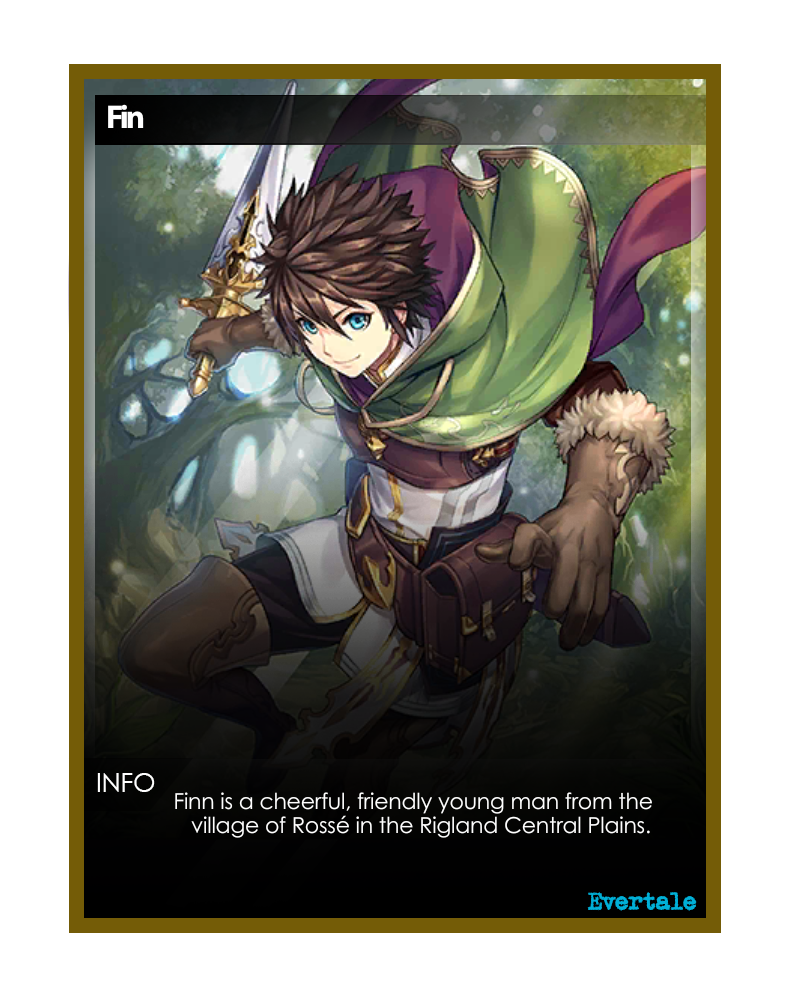 Fin
INFO
Finn is a cheerful, friendly young man from the
village of Rossé in the Rigland Central Plains.
Evertale